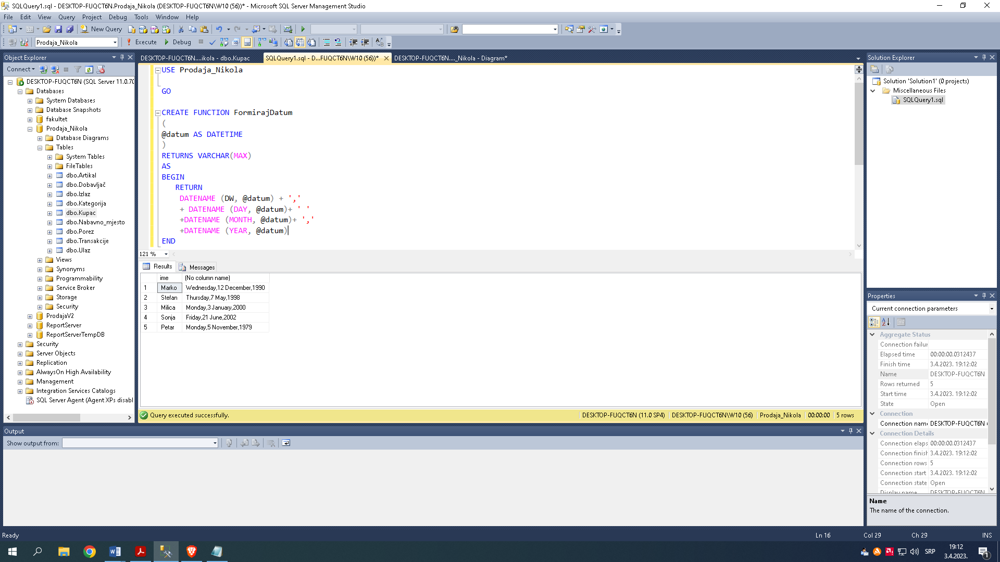 SQLQuery1.sql - DESKTOP-FUQCT6N.Prodaja_Nikola (DESKTOP-FUQCT6N\W10 (56))* - Microsoft SQL Server Management Studio
File Edit View Query Project Debug Tools Window Help
New Query
Prodaja_Nikola
Execute Debug
Object Explorer
Connect
DESKTOP-FUQCT6N (SQL Server 11.0.70
Databases
System Databases
Database Snapshots
fakultet
Prodaja_Nikola
Database Diagrams
Tables
System Tables
FileTables
dbo.Artikal
dbo.Dobavljač
dbo.Izlaz
dbo.Kategorija
dbo.Kupac
dbo.Nabavno_mjesto
dbo.Porez
dbo.Transakcije
dbo.Ulaz
Views
Synonyms
Programmability
Service Broker
Storage
Security
ProdajaV2
ReportServer
ReportServerTempDB
Security
Server Objects
Replication
AlwaysOn High Availability
Management
Integration Services Catalogs
SQL Server Agent (Agent XPs disabl
DESKTOP-FUQCT6N....ikola - dbo.Kupac
SQLQuery1.sql - D...FUQCT6N\W10 (56))*
DESKTOP-FUQCT6N...._Nikola - Diagram*
USE Prodaja_Nikola
GO
CREATE FUNCTION FormirajDatum
(
@datum AS DATETIME
)
RETURNS VARCHAR(MAX)
AS
BEGIN
RETURN
DATENAME (DW, @datum) + ','
+ DATENAME (DAY, @datum)+ ' '
+DATENAME (MONTH, @datum)+ ','
+DATENAME (YEAR, @datum)
END
121 %
Results Messages
ime (No column name)
1 Marko Wednesday,12 December,1990
2 Stefan Thursday,7 May,1998
3 Milica Monday,3 January,2000
4 Sonja Friday,21 June,2002
5 Petar Monday,5 November,1979
Query executed successfully. DESKTOP-FUQCT6N (11.0 SP4) DESKTOP-FUQCT6N\W10 (56) Prodaja_Nikola 00:00:00 5 rows
Output
Show output from:
Solution Explorer
Solution 'Solution1' (0 projects)
Miscellaneous Files
SQLQuery1.sql
Properties
Current connection parameters
Aggregate Status
Connection failur
Elapsed time 00:00:00.0312437
Finish time 3.4.2023. 19:12:02
Name DESKTOP-FUQCT6N
Rows returned 5
Start time 3.4.2023. 19:12:02
State Open
Connection
Connection name DESKTOP-FUQCT6N
Connection Details
Connection elaps 00:00:00.0312437
Connection finish 3.4.2023. 19:12:02
Connection rows 5
Connection start 3.4.2023. 19:12:02
Connection state Open
Display name DESKTOP-FUQCT6N
Name
The name of the connection.
Ready Ln 16 Col 29 Ch 29 INS
SRP
19:12
3.4.2023.
1